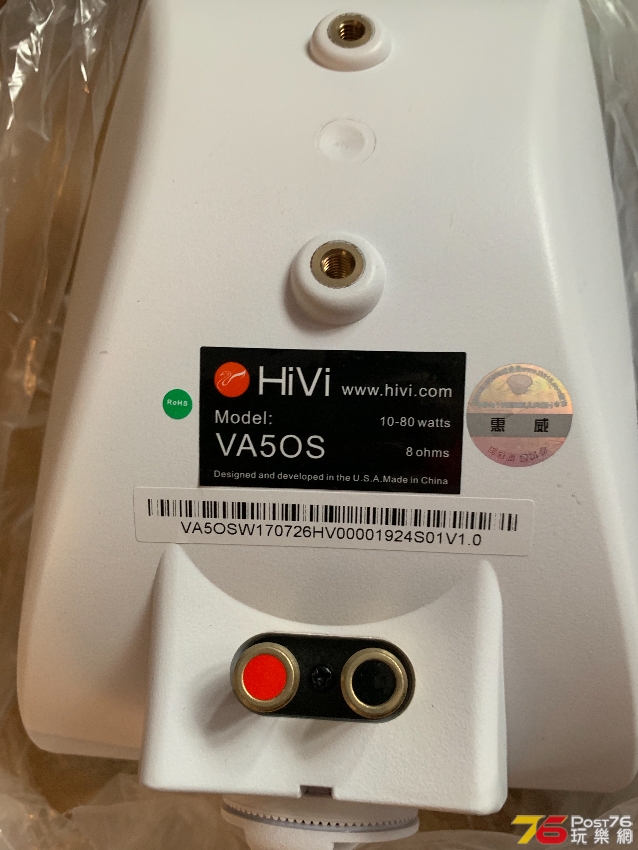 HiVi www.hivi.com
RoHS
Model: 10-80 watts
VA5OS 8 ohms
Designed and developed in the U.S.A.Made in China
惠 威
VA5OSW170726HV00001924S01V1.0
76 Post76
玩樂網